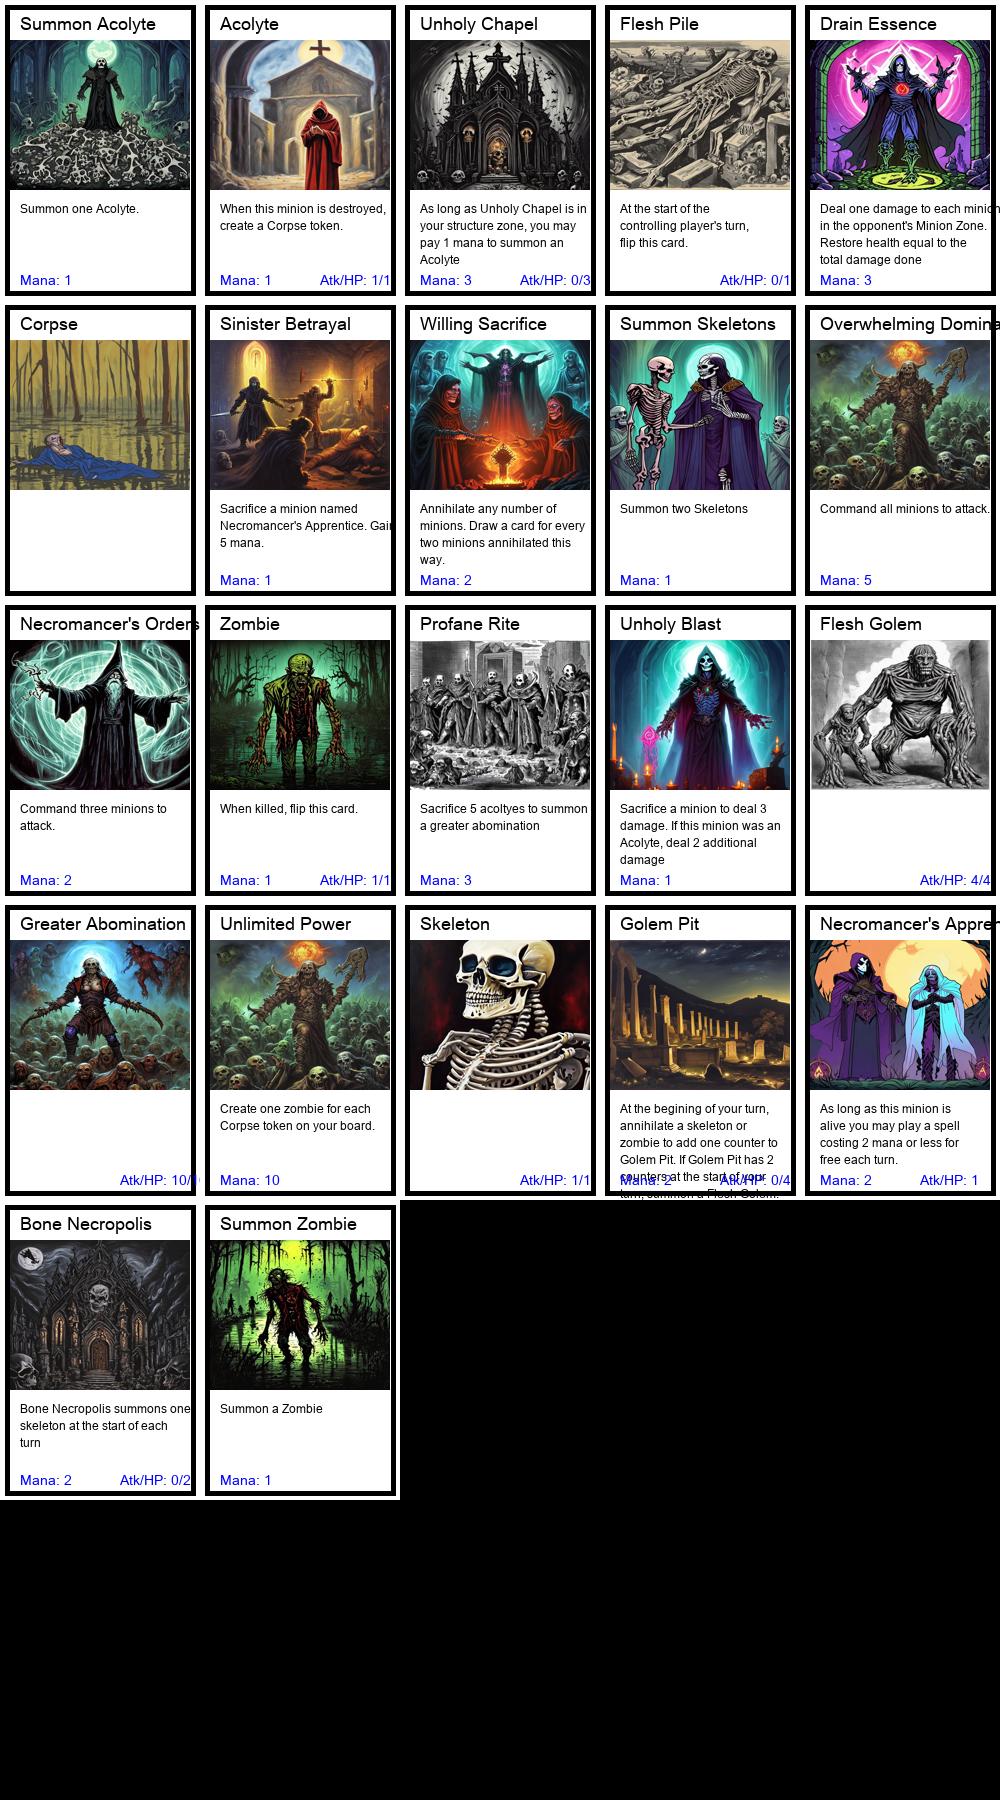 Summon Acolyte
Summon one Acolyte.
Mana: 1
Acolyte
When this minion is destroyed,
create a Corpse token.
Mana: 1 Atk/HP: 1/1
Unholy Chapel
As long as Unholy Chapel is in
your structure zone, you may
pay 1 mana to summon an
Acolyte
Mana: 3 Atk/HP: 0/3
Flesh Pile
At the start of the
controlling player's turn,
flip this card.
Atk/HP: 0/1
Drain Essence
Deal one damage to each minion
in the opponent's Minion Zone.
Restore health equal to the
total damage done
Mana: 3
Corpse
Sinister Betrayal
Sacrifice a minion named
Necromancer's Apprentice. Gain
5 mana.
Mana: 1
Willing Sacrifice
Annihilate any number of
minions. Draw a card for every
two minions annihilated this
way.
Mana: 2
Summon Skeletons
Summon two Skeletons
Mana: 1
Overwhelming Domina
Command all minions to attack.
Mana: 5
Necromancer's Orders
Command three minions to
attack.
Mana: 2
Zombie
When killed, flip this card.
Mana: 1 Atk/HP: 1/1
Profane Rite
Sacrifice 5 acoltyes to summon
a greater abomination
Mana: 3
Unholy Blast
Sacrifice a minion to deal 3
damage. If this minion was an
Acolyte, deal 2 additional
damage
Mana: 1
Flesh Golem
Atk/HP: 4/4
Greater Abomination
Atk/HP: 10/
Unlimited Power
Create one zombie for each
Corpse token on your board.
Mana: 10
Skeleton
Atk/HP: 1/1
Golem Pit
At the begining of your turn,
annihilate a skeleton or
zombie to add one counter to
Golem Pit. If Golem Pit has 2
counters at the start of your
turn, summon a Flesh Golem.
Mana: 2 Atk/HP: 0/4
Necromancer's Appren
As long as this minion is
alive you may play a spell
costing 2 mana or less for
free each turn.
Mana: 2 Atk/HP: 1
Bone Necropolis
Bone Necropolis summons one
skeleton at the start of each
turn
Mana: 2 Atk/HP: 0/2
Summon Zombie
Summon a Zombie
Mana: 1